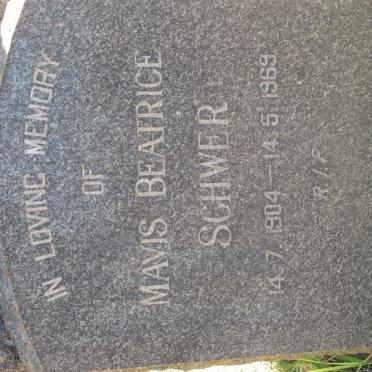 IN LOVING MEMORY
OF
MAVIS BEATRICE
SCHWER
14.7.1904-14.5.1969
R/P